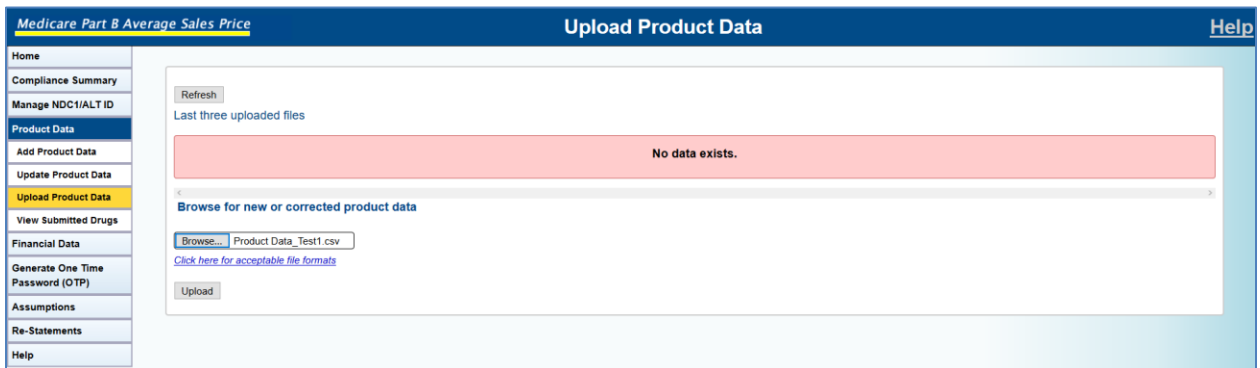 Medicare Part B Average Sales Price
Upload Product Data
Help
Home
Compliance Summary
Manage NDC1/ALT ID
Product Data
Add Product Data
Update Product Data
Upload Product Data
View Submitted Drugs
Financial Data
Generate One Time
Password (OTP)
Assumptions
Re-Statements
Help
Refresh
Last three uploaded files
No data exists.
Browse for new or corrected product data
Browse... Product Data_Test1.csv
Click here for acceptable file formats
Upload